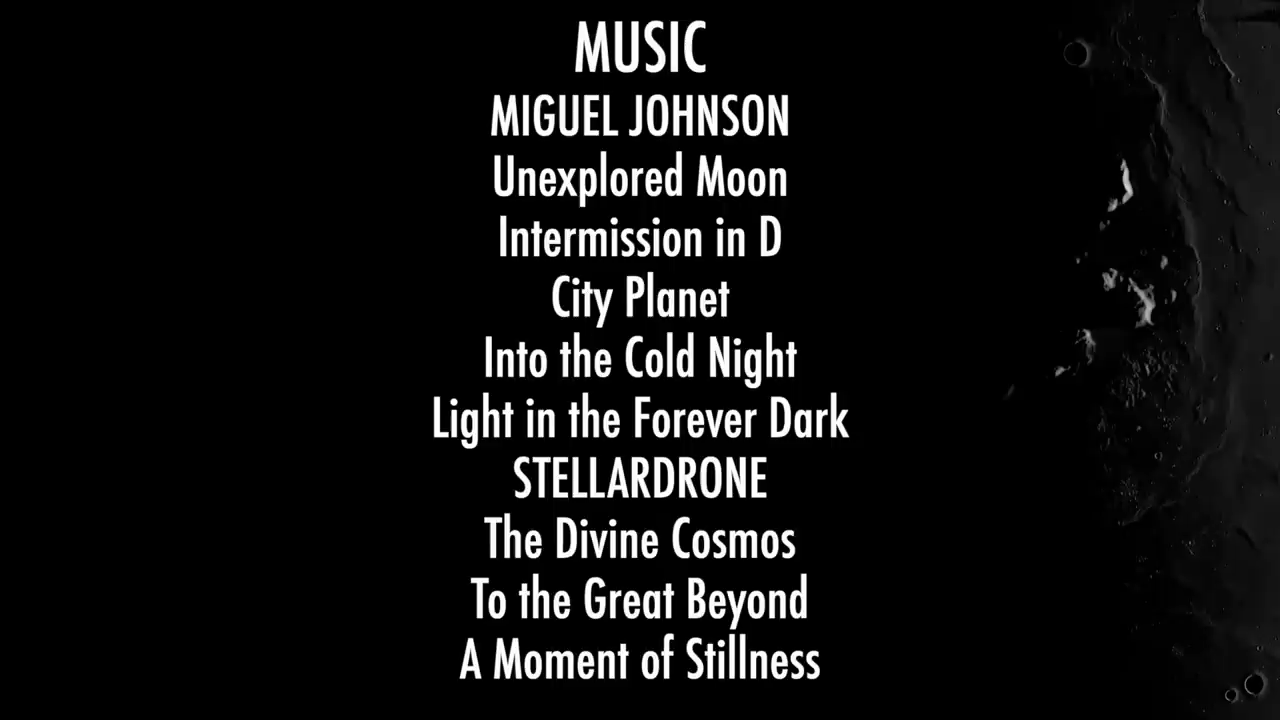 MUSIC
MIGUEL JOHNSON
Unexplored Moon
Intermission in D
City Planet
Into the Cold Night
Light in the Forever Dark
STELLARDRONE
The Divine Cosmos
To the Great Beyond
A Moment of Stillness